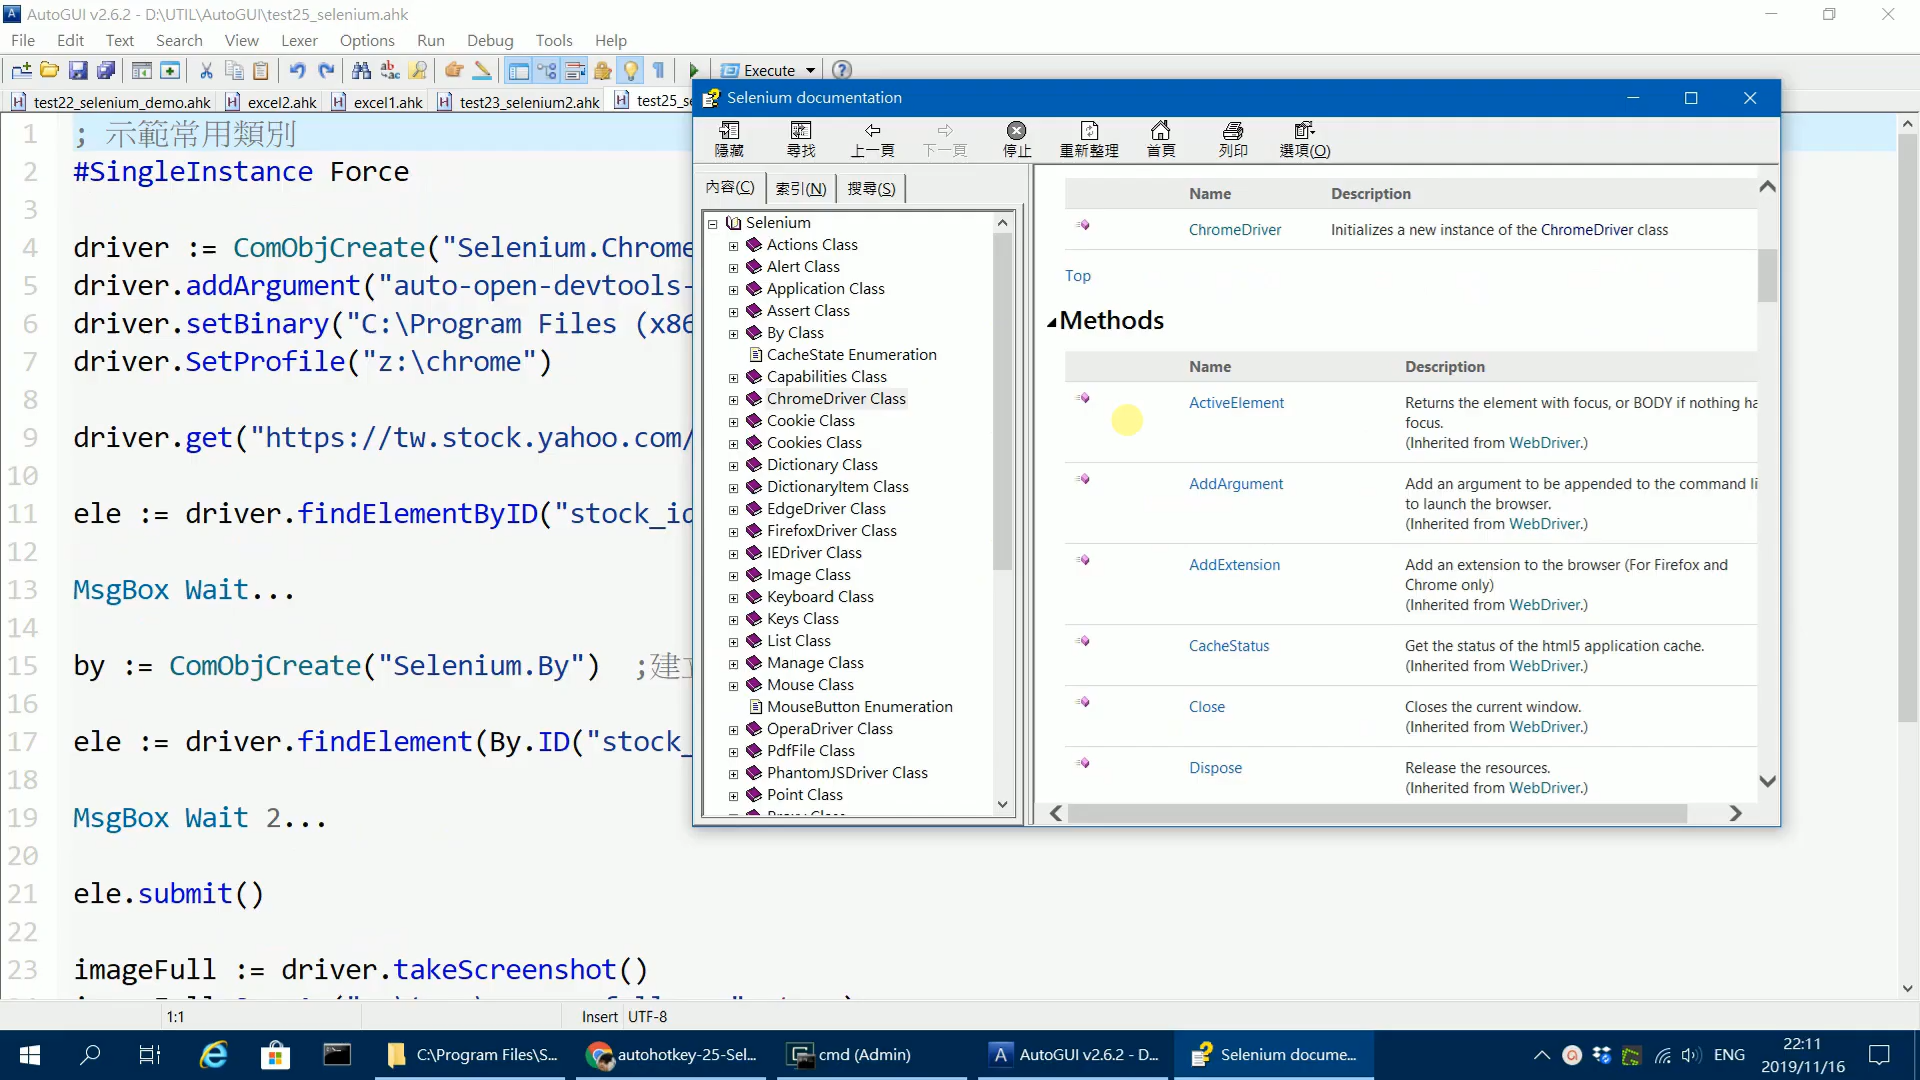 AutoGUI v2.6.2 - D:\UTIL\AutoGUI\test25_selenium.ahk
File Edit Text Search View Lexer Options Run Debug Tools Help
Execute
test22_selenium_demo.ahk excel2.ahk excel1.ahk test23_selenium2.ahk test25_se
1 ; 示範常用類別
2 #SingleInstance Force
3
4 driver := ComObjCreate("Selenium.Chrome
5 driver.addArgument("auto-open-devtools-
6 driver.setBinary("C:\Program Files (x86
7 driver.SetProfile("z:\chrome")
8
9 driver.get("https://tw.stock.yahoo.com/
10
11 ele := driver.findElementByID("stock_id
12
13 MsgBox Wait...
14
15 by := ComObjCreate("Selenium.By") ;建立
16
17 ele := driver.findElement(By.ID("stock_
18
19 MsgBox Wait 2...
20
21 ele.submit()
22
23 imageFull := driver.takeScreenshot()
1:1 Insert UTF-8
Selenium documentation
隱藏 尋找 上一頁 下一頁 停止 重新整理 首頁 列印 選項(O)
內容(C) 索引(N) 搜尋(S)
Selenium
Actions Class
Alert Class
Application Class
Assert Class
By Class
CacheState Enumeration
Capabilities Class
ChromeDriver Class
Cookie Class
Cookies Class
Dictionary Class
DictionaryItem Class
EdgeDriver Class
FirefoxDriver Class
IEDriver Class
Image Class
Keyboard Class
Keys Class
List Class
Manage Class
Mouse Class
MouseButton Enumeration
OperaDriver Class
PdfFile Class
PhantomJSDriver Class
Point Class
Name Description
ChromeDriver Initializes a new instance of the ChromeDriver class
Top
Methods
Name Description
ActiveElement Returns the element with focus, or BODY if nothing ha
focus.
(Inherited from WebDriver.)
AddArgument Add an argument to be appended to the command li
to launch the browser.
(Inherited from WebDriver.)
AddExtension Add an extension to the browser (For Firefox and
Chrome only)
(Inherited from WebDriver.)
CacheStatus Get the status of the html5 application cache.
(Inherited from WebDriver.)
Close Closes the current window.
(Inherited from WebDriver.)
Dispose Release the resources.
(Inherited from WebDriver.)
C:\Program Files\S... autohotkey-25-Sel... cmd (Admin) AutoGUI v2.6.2 - D... Selenium docume... ENG 22:11
2019/11/16